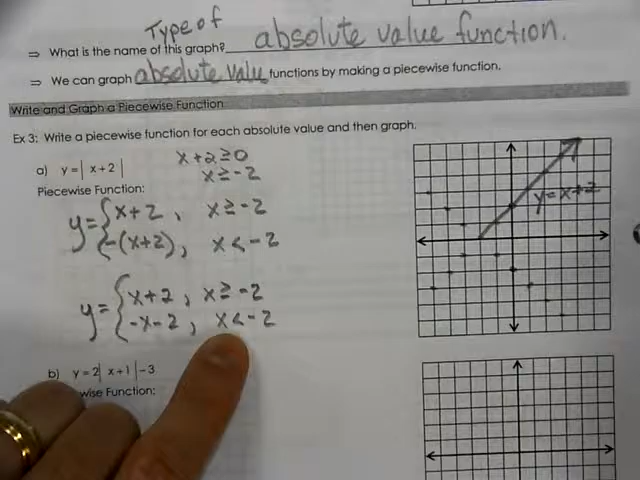 Type of
⇒ What is the name of this graph? absolute value function.
⇒ We can graph absolute valu functions by making a piecewise function.
Write and Graph a Piecewise Function
Ex 3: Write a piecewise function for each absolute value and then graph.
a) y = | x + 2 |
x + 2 ≥ 0
x ≥ -2
Piecewise Function:
y = { x + 2 , x ≥ -2
-(x+2) , x < -2
y = x + 2
y = { x + 2 , x ≥ -2
-x - 2 , x < -2
b) y = 2| x + 1 | - 3
wise Function: